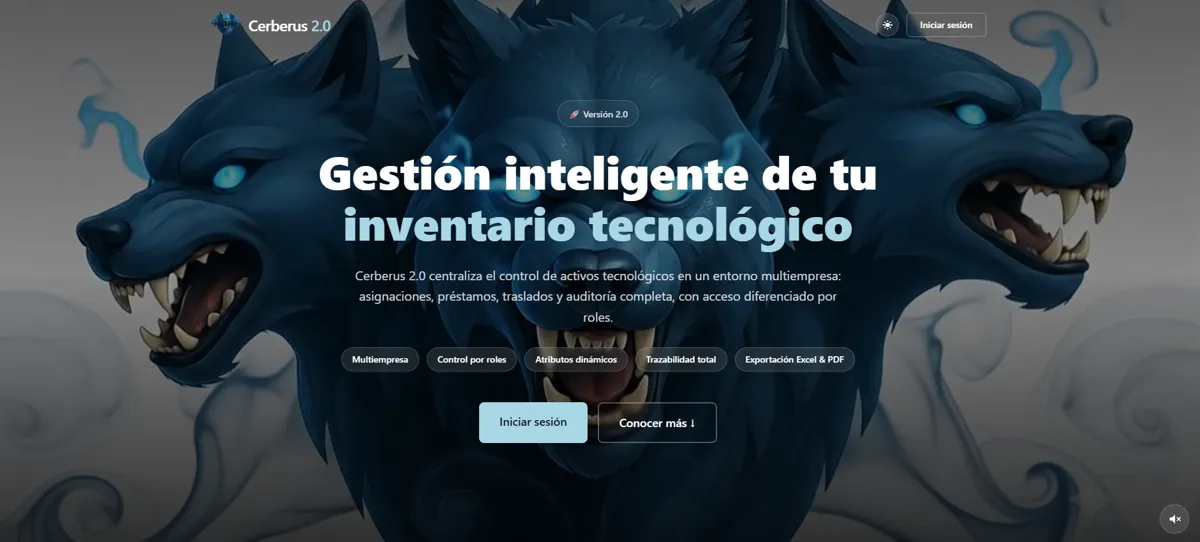 Cerberus 2.0
Iniciar sesión
🚀 Versión 2.0
Gestión inteligente de tu
inventario tecnológico
Cerberus 2.0 centraliza el control de activos tecnológicos en un entorno multiempresa:
asignaciones, préstamos, traslados y auditoría completa, con acceso diferenciado por
roles.
Multiempresa
Control por roles
Atributos dinámicos
Trazabilidad total
Exportación Excel & PDF
Iniciar sesión
Conocer más ↓